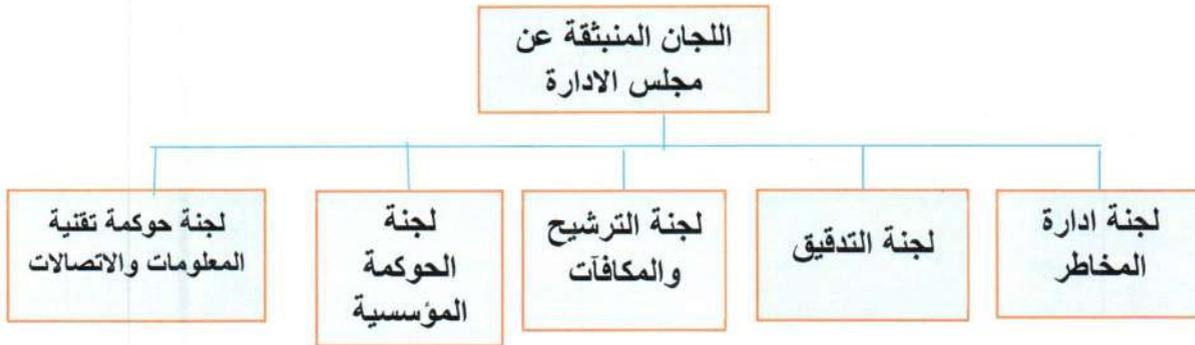 اللجان المنبثقة عن
مجلس الادارة
لجنة ادارة
المخاطر
لجنة التدقيق
لجنة الترشيح
والمكافآت
لجنة
الحوكمة
المؤسسية
لجنة حوكمة تقنية
المعلومات والاتصالات